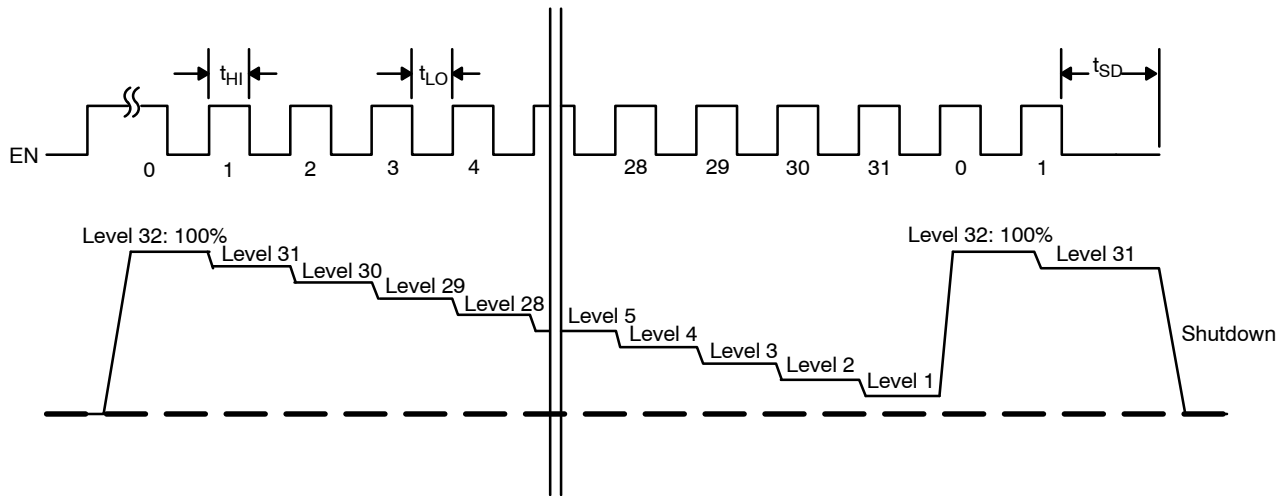 tHI
tLO
tSD
EN
0 1 2 3 4 28 29 30 31 0 1
Level 32: 100%
Level 31
Level 30
Level 29
Level 28
Level 5
Level 4
Level 3
Level 2
Level 1
Level 32: 100%
Level 31
Shutdown